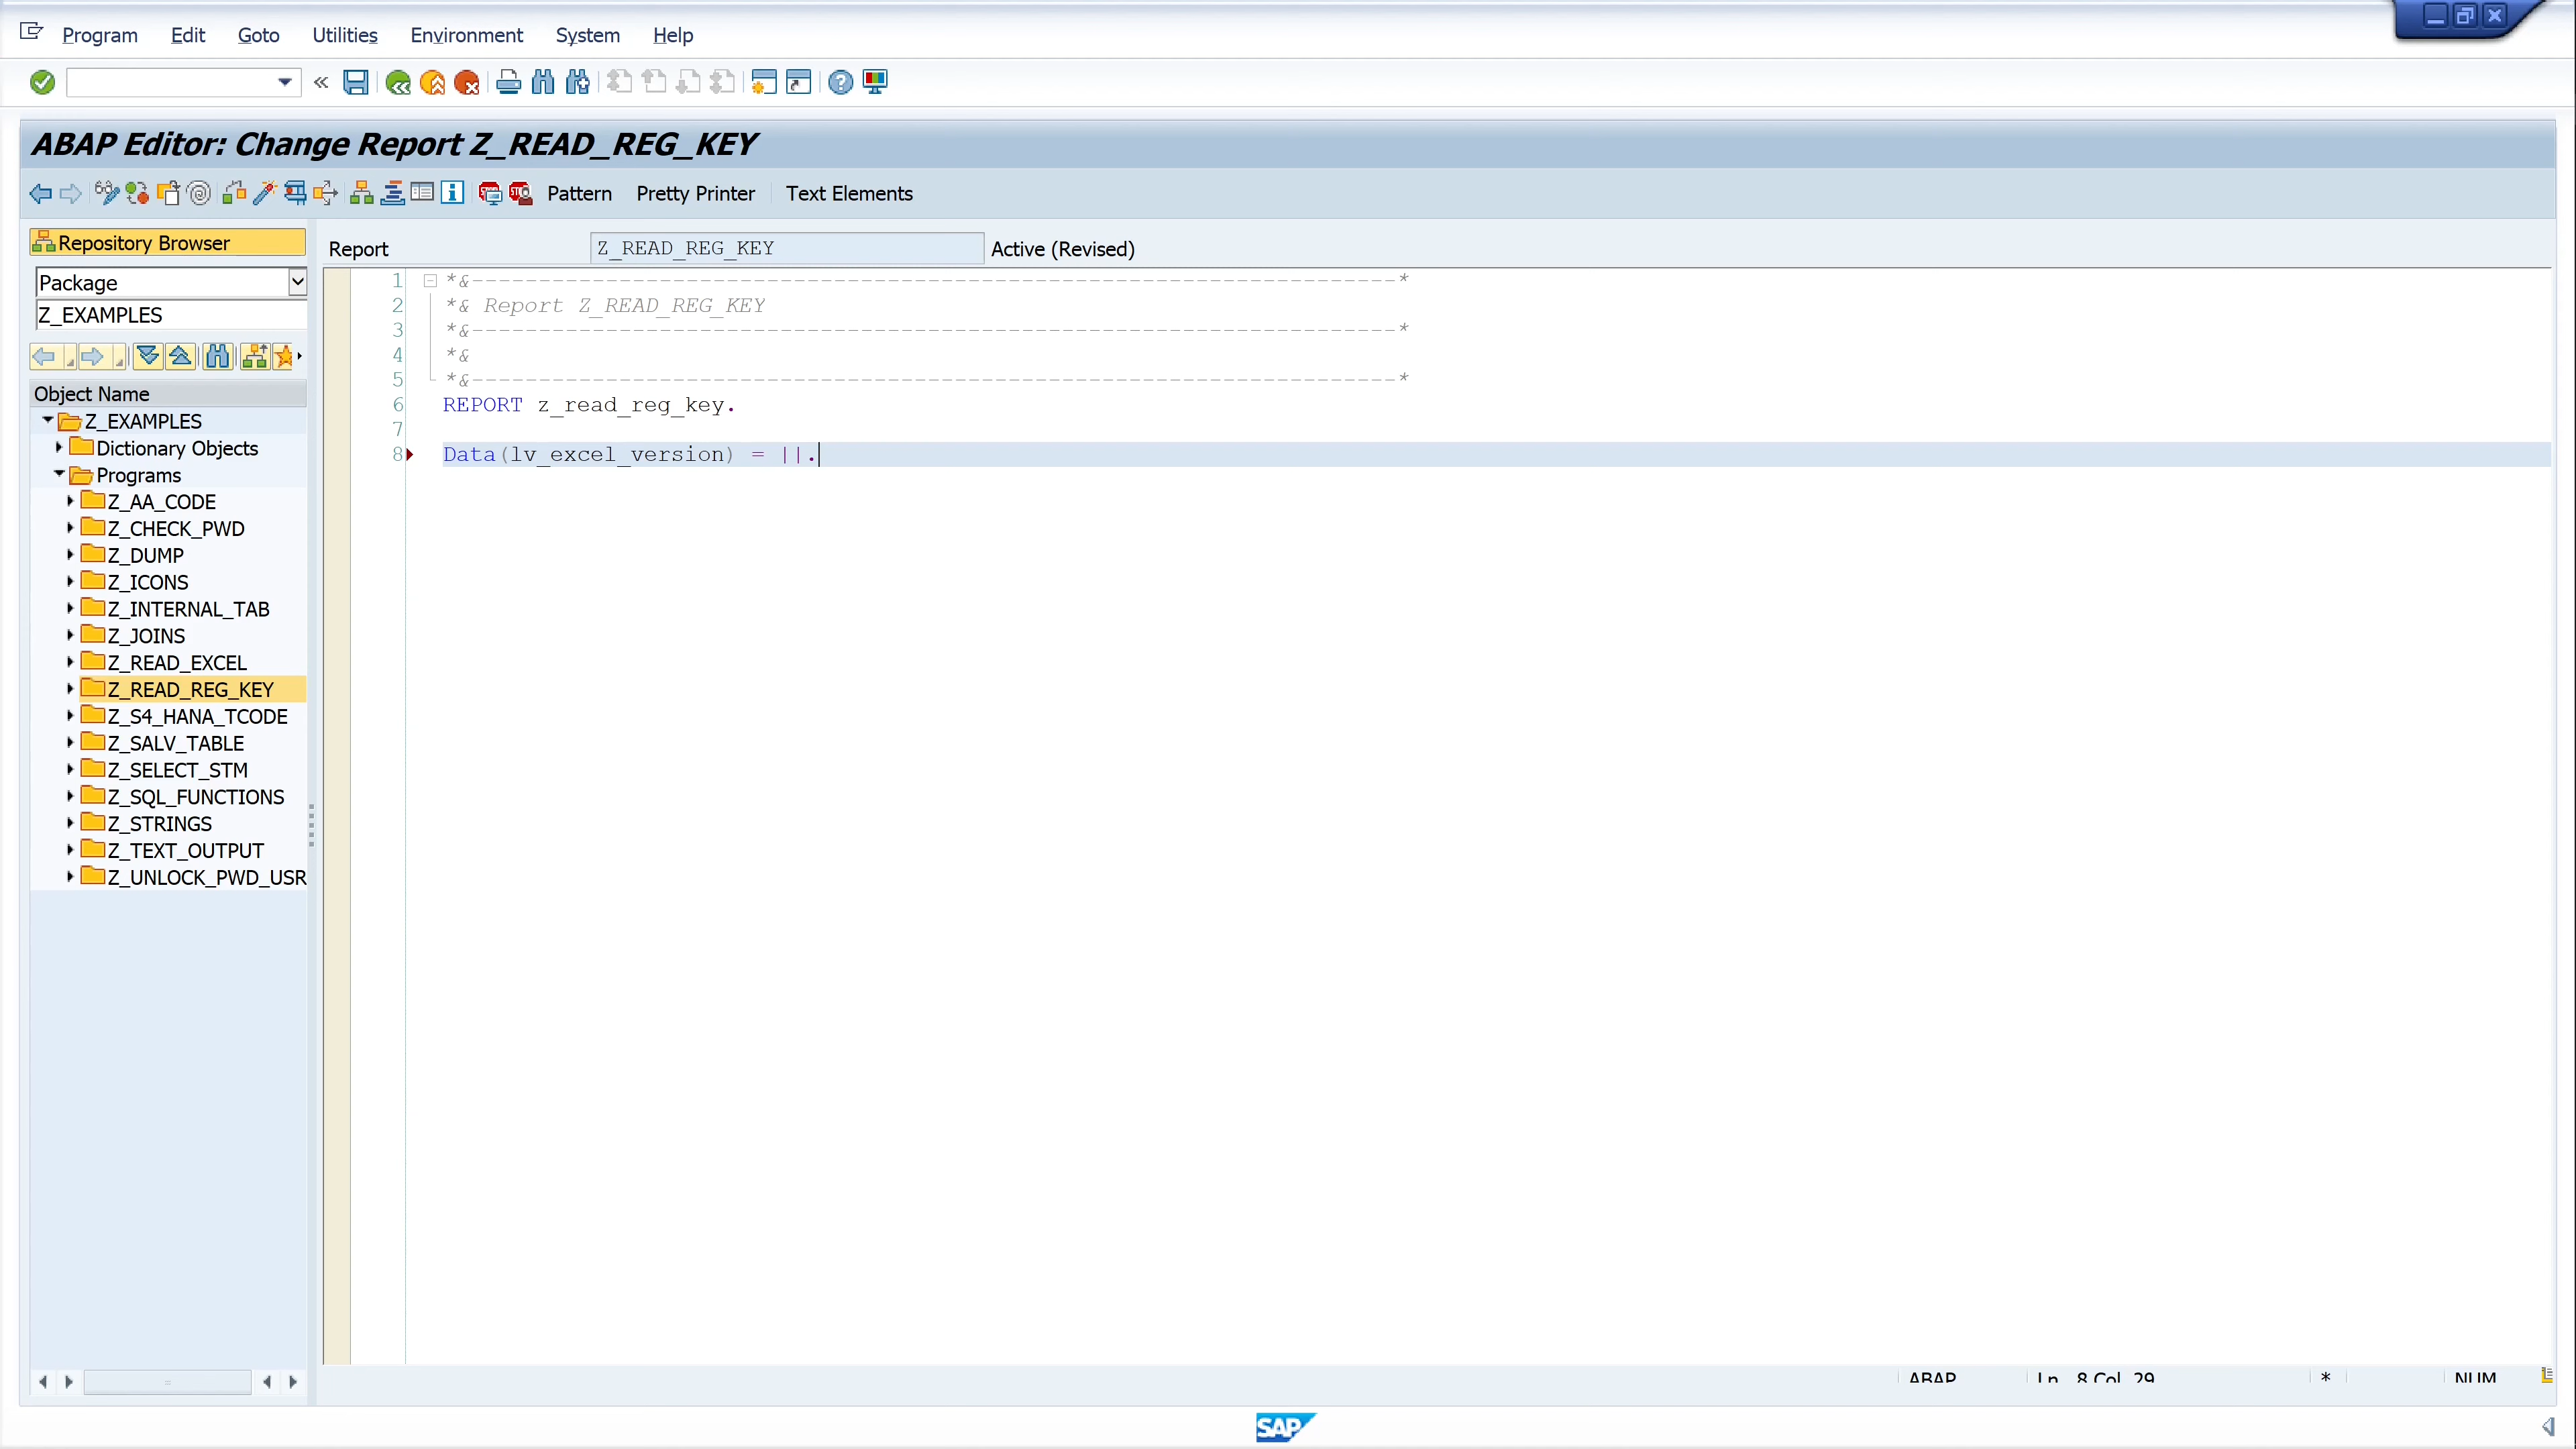 Program Edit Goto Utilities Environment System Help
ABAP Editor: Change Report Z_READ_REG_KEY
Pattern Pretty Printer Text Elements
Repository Browser
Package
Z_EXAMPLES
Object Name
Z_EXAMPLES
Dictionary Objects
Programs
Z_AA_CODE
Z_CHECK_PWD
Z_DUMP
Z_ICONS
Z_INTERNAL_TAB
Z_JOINS
Z_READ_EXCEL
Z_READ_REG_KEY
Z_S4_HANA_TCODE
Z_SALV_TABLE
Z_SELECT_STM
Z_SQL_FUNCTIONS
Z_STRINGS
Z_TEXT_OUTPUT
Z_UNLOCK_PWD_USR
Report Z_READ_REG_KEY Active (Revised)
1 *&---------------------------------------------------------------------*
2 *& Report Z_READ_REG_KEY
3 *&---------------------------------------------------------------------*
4 *&
5 *&---------------------------------------------------------------------*
6 REPORT z_read_reg_key.
7
8 Data(lv_excel_version) = ||.
ABAP Ln 8 Col 29 * NUM
SAP